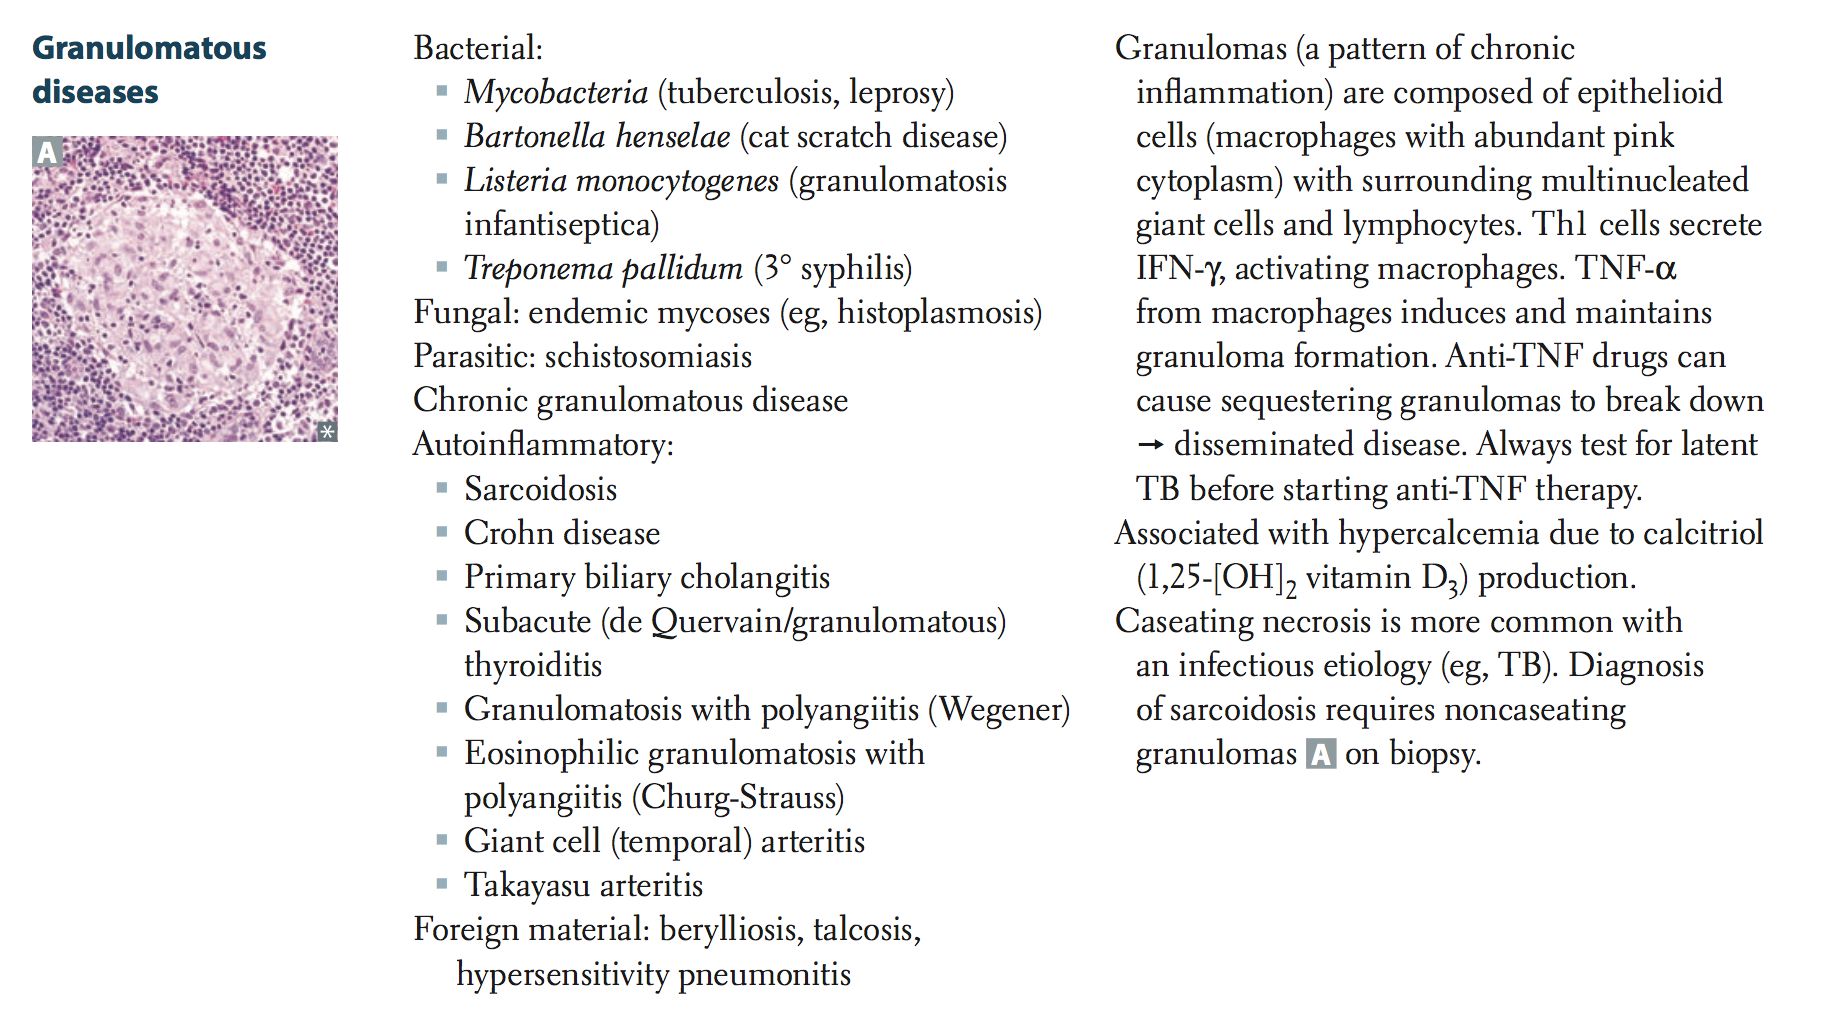 Granulomatous
diseases
A
*
Bacterial:
▪ Mycobacteria (tuberculosis, leprosy)
▪ Bartonella henselae (cat scratch disease)
▪ Listeria monocytogenes (granulomatosis
infantiseptica)
▪ Treponema pallidum (3° syphilis)
Fungal: endemic mycoses (eg, histoplasmosis)
Parasitic: schistosomiasis
Chronic granulomatous disease
Autoinflammatory:
▪ Sarcoidosis
▪ Crohn disease
▪ Primary biliary cholangitis
▪ Subacute (de Quervain/granulomatous)
thyroiditis
▪ Granulomatosis with polyangiitis (Wegener)
▪ Eosinophilic granulomatosis with
polyangiitis (Churg-Strauss)
▪ Giant cell (temporal) arteritis
▪ Takayasu arteritis
Foreign material: berylliosis, talcosis,
hypersensitivity pneumonitis
Granulomas (a pattern of chronic
inflammation) are composed of epithelioid
cells (macrophages with abundant pink
cytoplasm) with surrounding multinucleated
giant cells and lymphocytes. Th1 cells secrete
IFN-γ, activating macrophages. TNF-α
from macrophages induces and maintains
granuloma formation. Anti-TNF drugs can
cause sequestering granulomas to break down
→ disseminated disease. Always test for latent
TB before starting anti-TNF therapy.
Associated with hypercalcemia due to calcitriol
(1,25-[OH]₂ vitamin D₃) production.
Caseating necrosis is more common with
an infectious etiology (eg, TB). Diagnosis
of sarcoidosis requires noncaseating
granulomas A on biopsy.